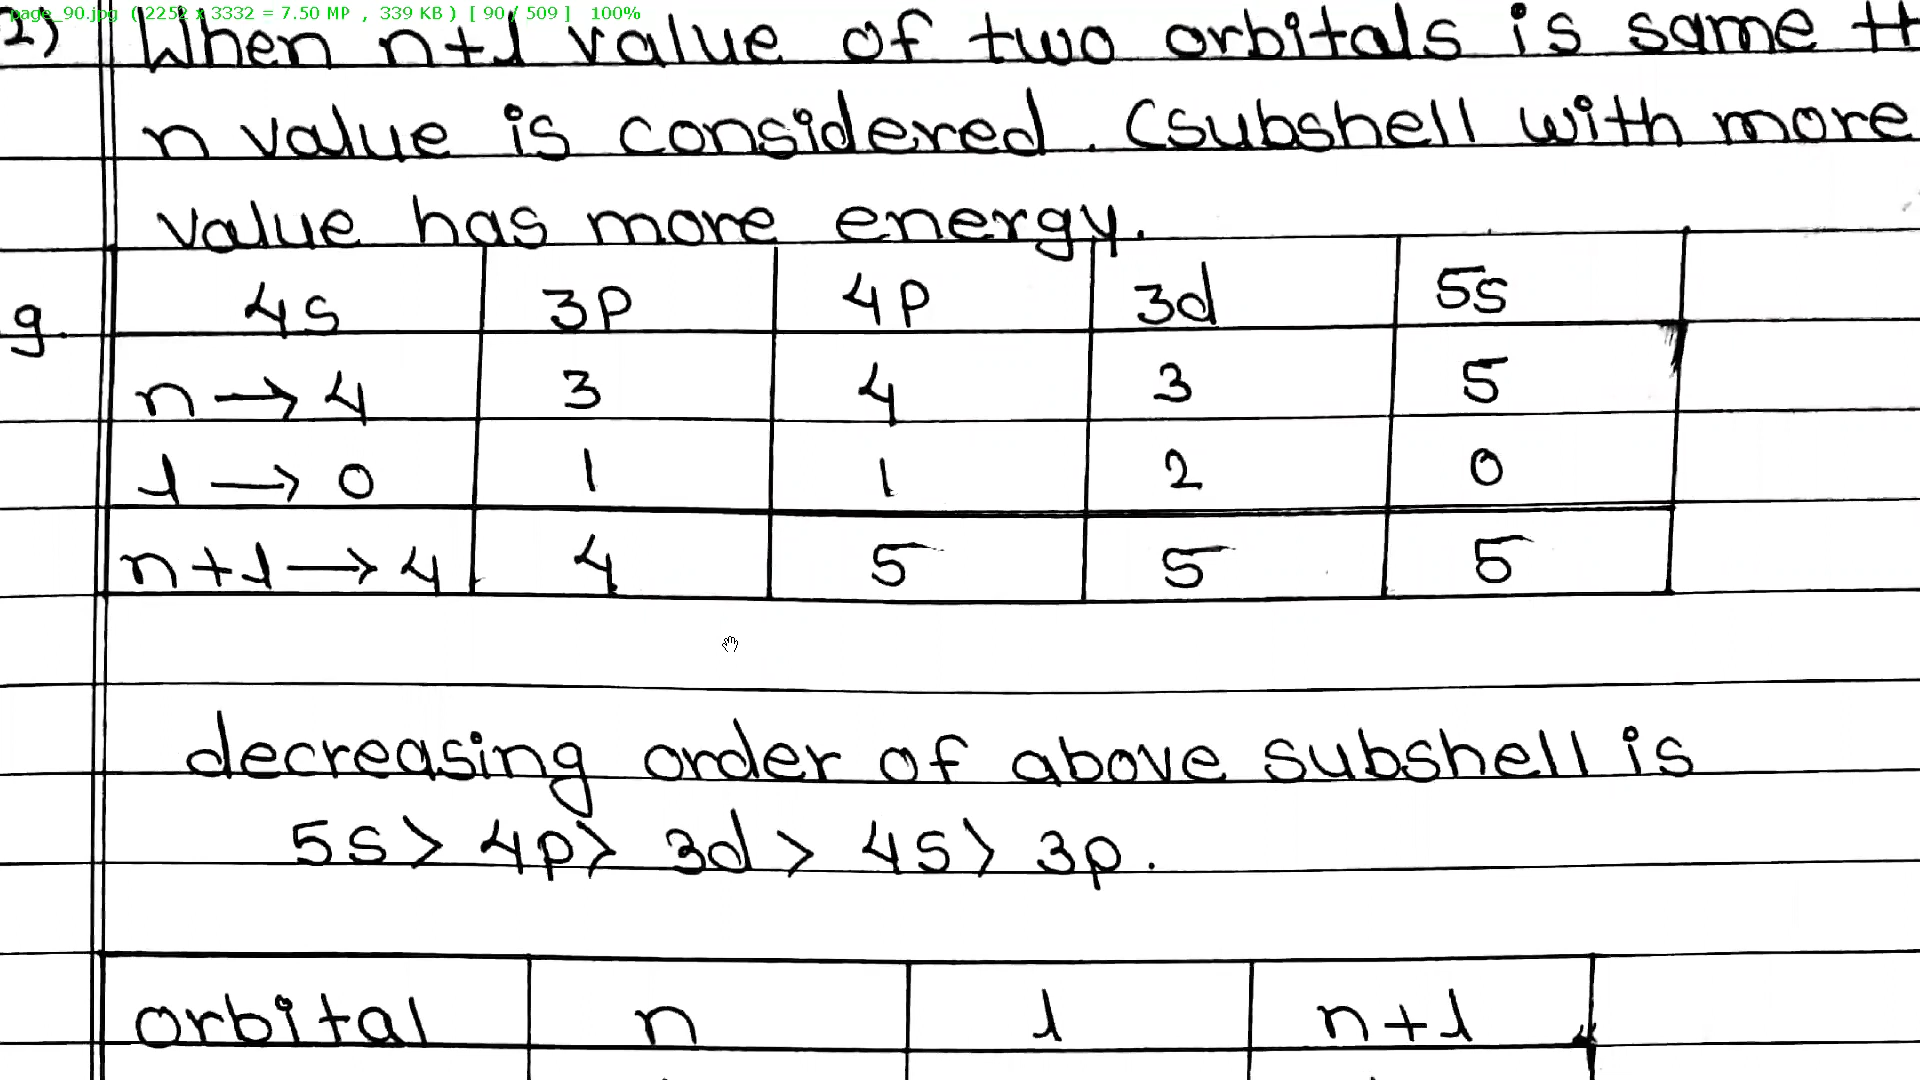 page_90.jpg ( 2252 x 3332 = 7.50 MP , 339 KB ) [ 90 / 509 ] 100%
2) When n+l value of two orbitals is same
n value is considered. (subshell with more
value has more energy.
g. 4s 3p 4p 3d 5s
n → 4 3 4 3 5
l → 0 1 1 2 0
n+l → 4 4 5 5 5
decreasing order of above subshell is
5s > 4p > 3d > 4s > 3p.
orbital n l n+l